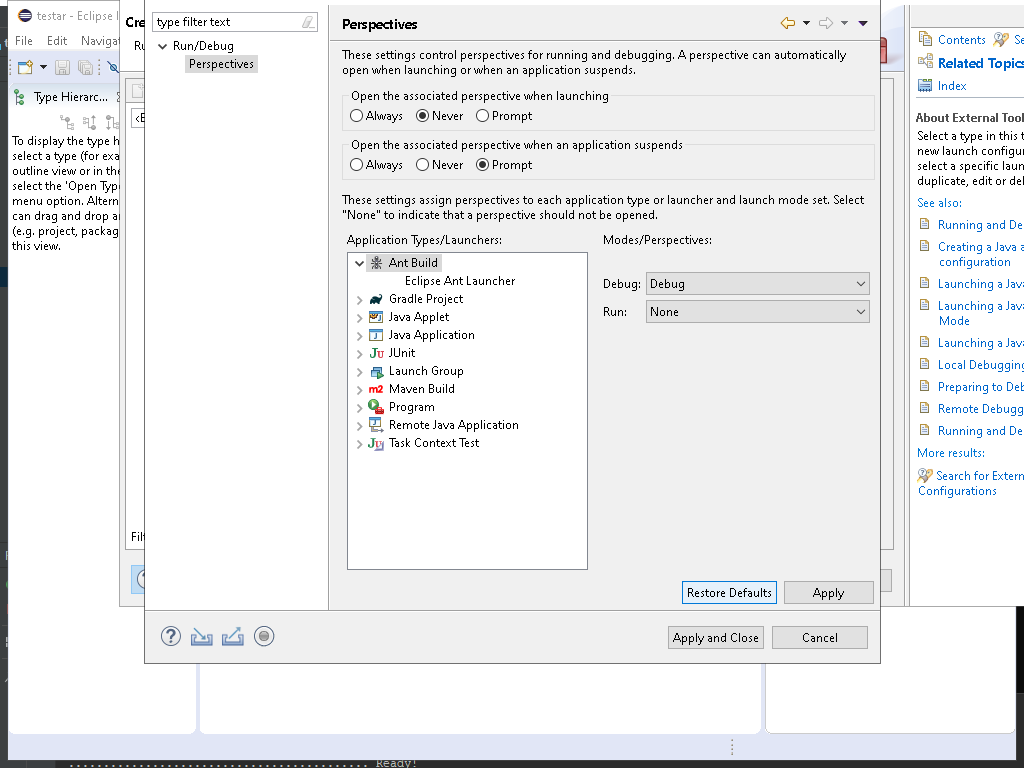 testar - Eclipse I
File
Edit
Navigat
Type Hierarc...
To display the type h
select a type (for exa
outline view or in the
select the 'Open Type
menu option. Altern
can drag and drop a
(e.g. project, packag
this view.
Cre
Ru
Filt
type filter text
Run/Debug
Perspectives
Perspectives
These settings control perspectives for running and debugging. A perspective can automatically
open when launching or when an application suspends.
Open the associated perspective when launching
Always
Never
Prompt
Open the associated perspective when an application suspends
Always
Never
Prompt
These settings assign perspectives to each application type or launcher and launch mode set. Select
"None" to indicate that a perspective should not be opened.
Application Types/Launchers:
Modes/Perspectives:
Ant Build
Eclipse Ant Launcher
Gradle Project
Java Applet
Java Application
JUnit
Launch Group
Maven Build
Program
Remote Java Application
Task Context Test
Debug:
Debug
Run:
None
Restore Defaults
Apply
Apply and Close
Cancel
Contents
Se
Related Topics
Index
About External Tool
Select a type in this t
new launch configur
select a specific laun
duplicate, edit or del
See also:
Running and De
Creating a Java a
configuration
Launching a Java
Launching a Java
Mode
Launching a Java
Local Debugging
Preparing to Deb
Remote Debugg
Running and De
More results:
Search for Extern
Configurations
Ready!